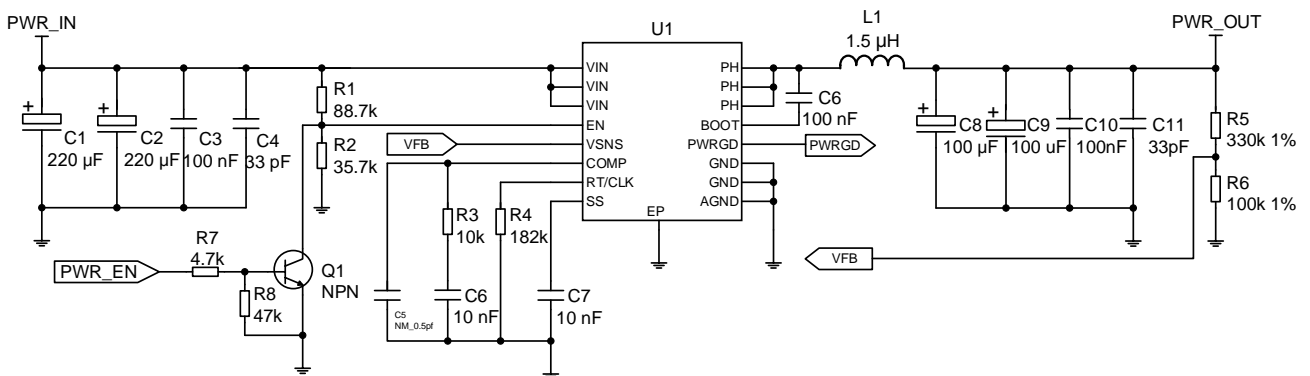 PWR_IN
C1
220 µF
C2
220 µF
C3
100 nF
C4
33 pF
R1
88.7k
R2
35.7k
R7
4.7k
PWR_EN
R8
47k
Q1
NPN
VFB
C5
NM_0.5pf
R3
10k
C6
10 nF
R4
182k
C7
10 nF
U1
VIN
VIN
VIN
EN
VSNS
COMP
RT/CLK
SS
EP
PH
PH
PH
BOOT
PWRGD
GND
GND
AGND
C6
100 nF
PWRGD
L1
1.5 µH
PWR_OUT
C8
100 µF
C9
100 uF
C10
100nF
C11
33pF
R5
330k 1%
R6
100k 1%
VFB